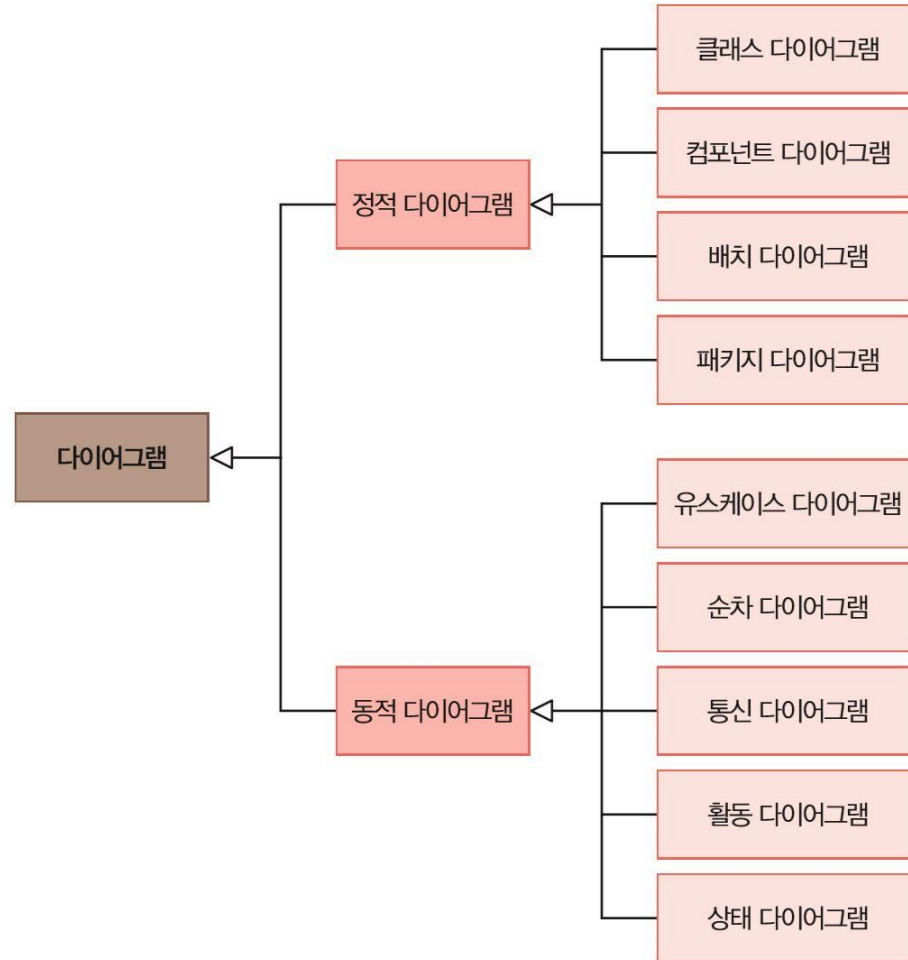 클래스 다이어그램
컴포넌트 다이어그램
정적 다이어그램
배치 다이어그램
패키지 다이어그램
다이어그램
유스케이스 다이어그램
순차 다이어그램
동적 다이어그램
통신 다이어그램
활동 다이어그램
상태 다이어그램